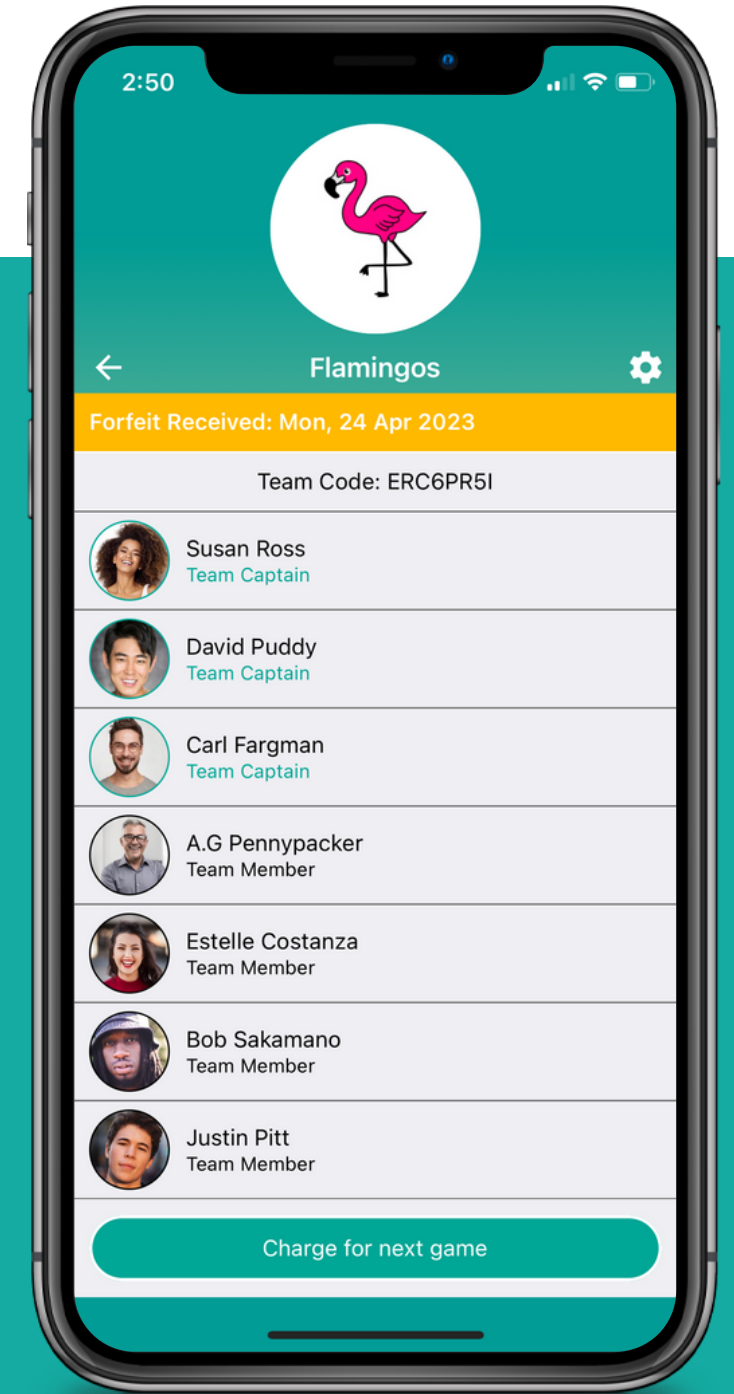 2:50
Flamingos
Forfeit Received: Mon, 24 Apr 2023
Team Code: ERC6PR5I
Susan Ross
Team Captain
David Puddy
Team Captain
Carl Fargman
Team Captain
A.G Pennypacker
Team Member
Estelle Costanza
Team Member
Bob Sakamano
Team Member
Justin Pitt
Team Member
Charge for next game